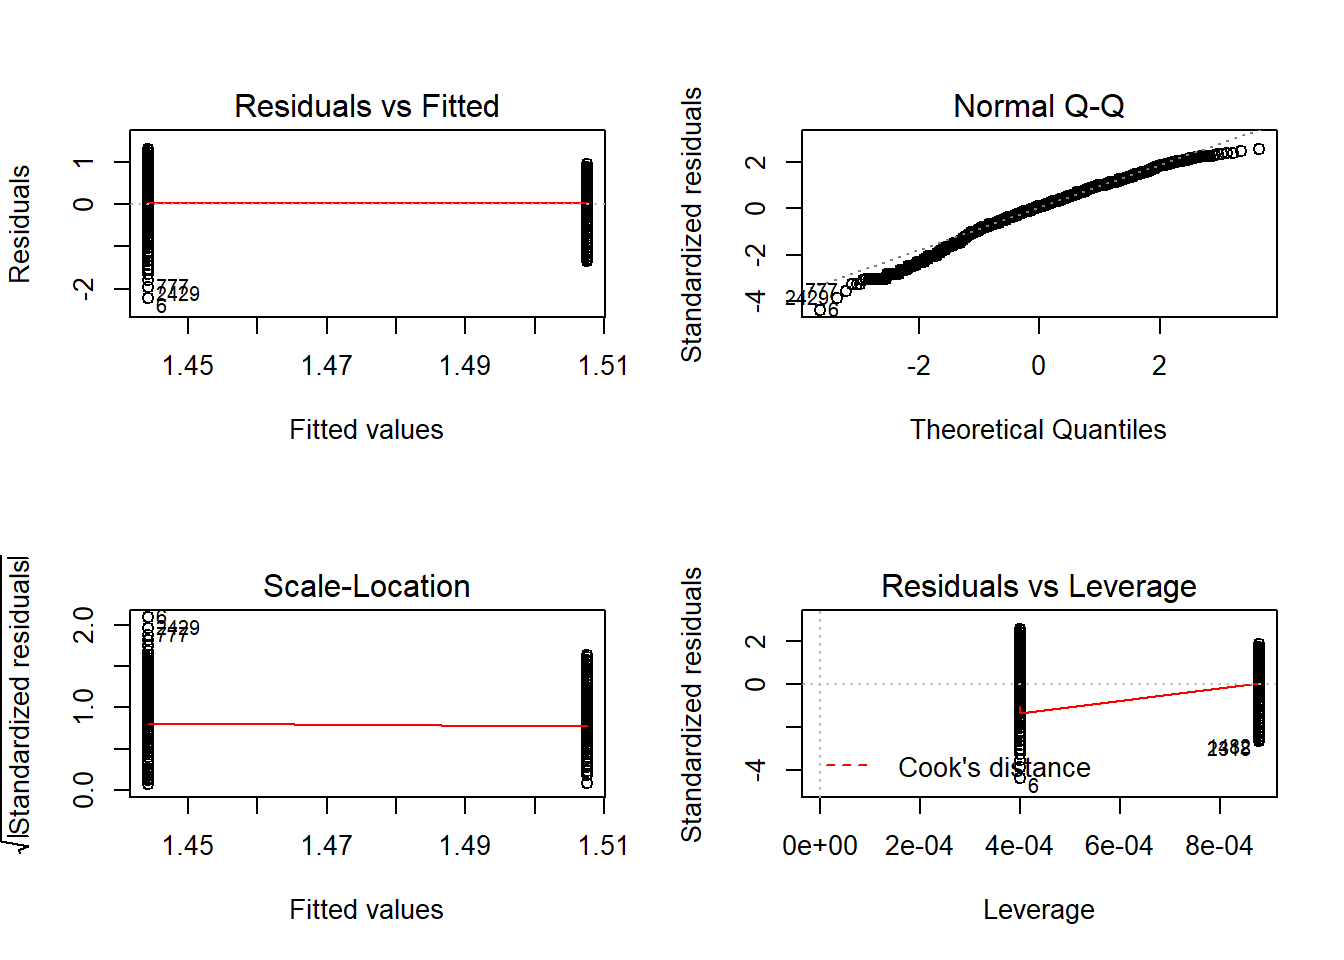 Residuals vs Fitted
Residuals
1
0
-2
777
2429
6
1.45 1.47 1.49 1.51
Fitted values
Normal Q-Q
Standardized residuals
2
0
-2
-4
777
2429
6
-2 0 2
Theoretical Quantiles
Scale-Location
√|Standardized residuals|
2.0
1.0
0.0
6
2429
777
1.45 1.47 1.49 1.51
Fitted values
Residuals vs Leverage
Standardized residuals
2
0
-4
Cook's distance
6
0e+00 2e-04 4e-04 6e-04 8e-04
Leverage